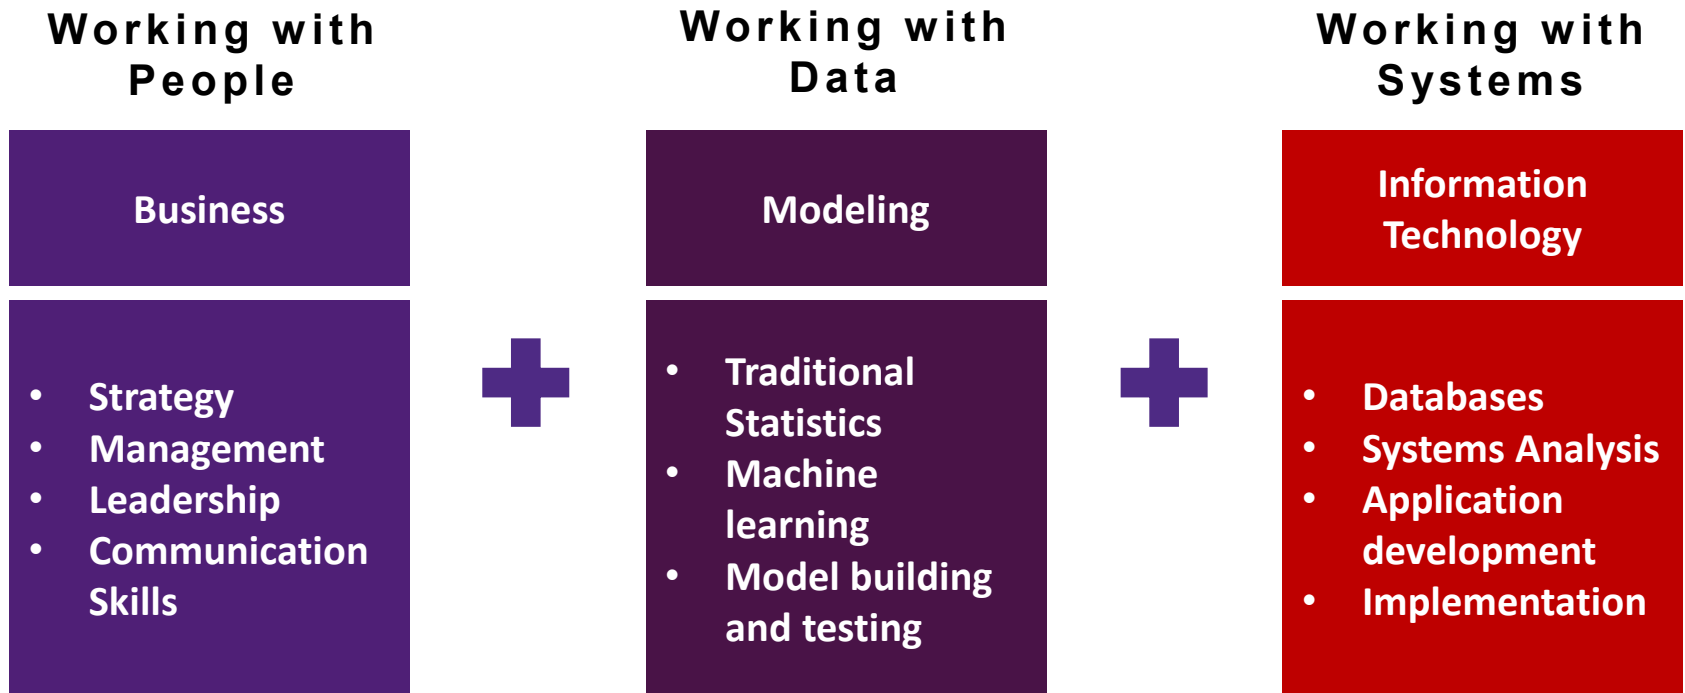 Working with
People
Business
• Strategy
• Management
• Leadership
• Communication
Skills
Working with
Data
Modeling
• Traditional
Statistics
• Machine
learning
• Model building
and testing
Working with
Systems
Information
Technology
• Databases
• Systems Analysis
• Application
development
• Implementation